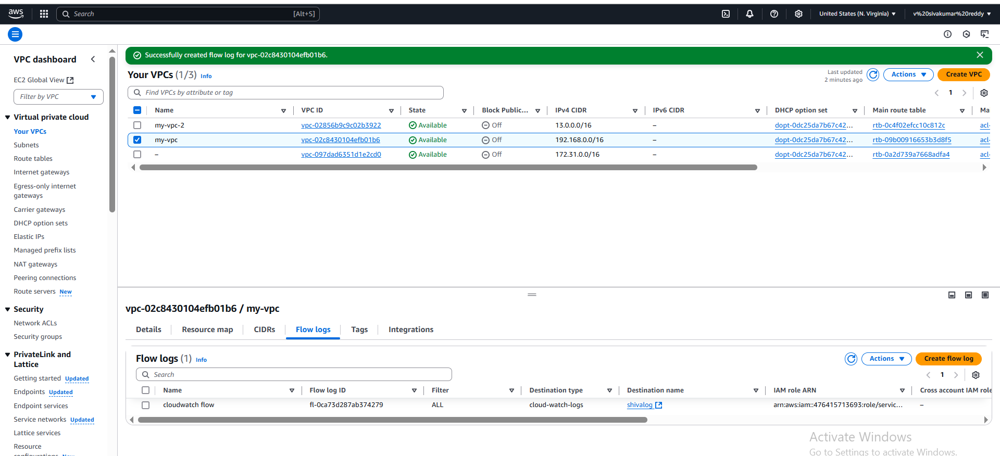 aws Search [Alt+S] United States (N. Virginia) v%20sivakumar%20reddy
VPC dashboard
EC2 Global View
Filter by VPC
Virtual private cloud
Your VPCs
Subnets
Route tables
Internet gateways
Egress-only internet
gateways
Carrier gateways
DHCP option sets
Elastic IPs
Managed prefix lists
NAT gateways
Peering connections
Route servers New
Security
Network ACLs
Security groups
PrivateLink and
Lattice
Getting started Updated
Endpoints Updated
Endpoint services
Service networks Updated
Lattice services
Resource
configurations New
Successfully created flow log for vpc-02c8430104efb01b6.
Your VPCs (1/3) Info
Last updated
2 minutes ago
Actions Create VPC
Find VPCs by attribute or tag
1
Name VPC ID State Block Public... IPv4 CIDR IPv6 CIDR DHCP option set Main route table Ma
my-vpc-2 vpc-02856b9c9c02b3922 Available Off 13.0.0.0/16 – dopt-0dc25da7b67c42... rtb-0c4f02efcc10c812c acl-
my-vpc vpc-02c8430104efb01b6 Available Off 192.168.0.0/16 – dopt-0dc25da7b67c42... rtb-09b00916653b3d8f5 acl-
– vpc-097dad6351d1e2cd0 Available Off 172.31.0.0/16 – dopt-0dc25da7b67c42... rtb-0a2d739a7668adfa4 acl-
vpc-02c8430104efb01b6 / my-vpc
Details Resource map CIDRs Flow logs Tags Integrations
Flow logs (1) Info
Actions Create flow log
Search
1
Name Flow log ID Filter Destination type Destination name IAM role ARN Cross account IAM role
cloudwatch flow fl-0ca73d287ab374279 ALL cloud-watch-logs shivalog arn:aws:iam::476415713693:role/servic... –
Activate Windows
Go to Settings to activate Windows.